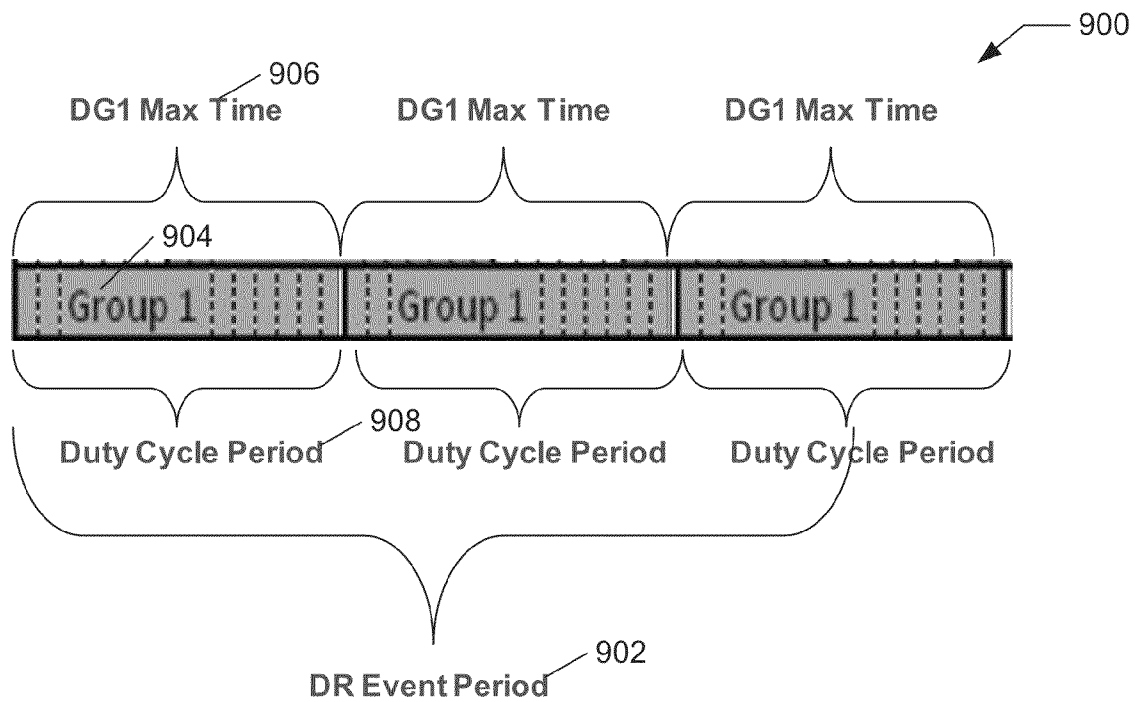 900
906
DG1 Max Time DG1 Max Time DG1 Max Time
904
Group 1 Group 1 Group 1
908
Duty Cycle Period Duty Cycle Period Duty Cycle Period
902
DR Event Period